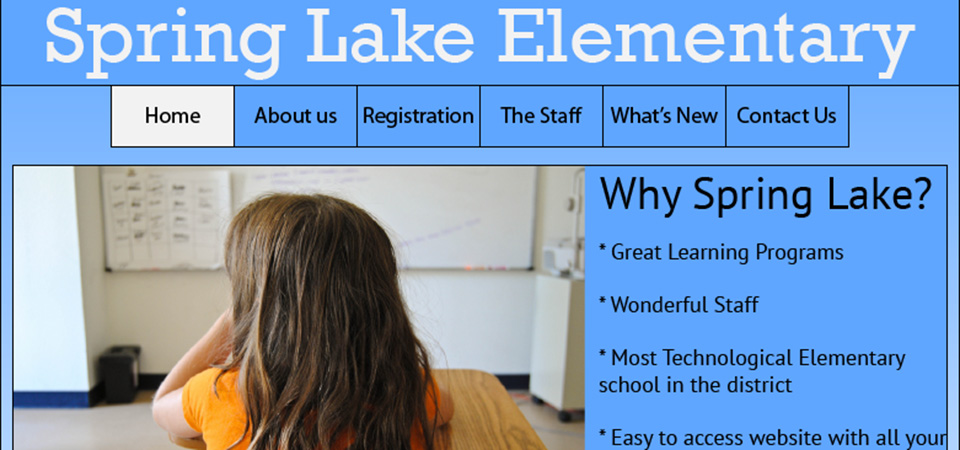 Spring Lake Elementary
Home
About us
Registration
The Staff
What's New
Contact Us
Why Spring Lake?
* Great Learning Programs
* Wonderful Staff
* Most Technological Elementary
school in the district
* Easy to access website with all your